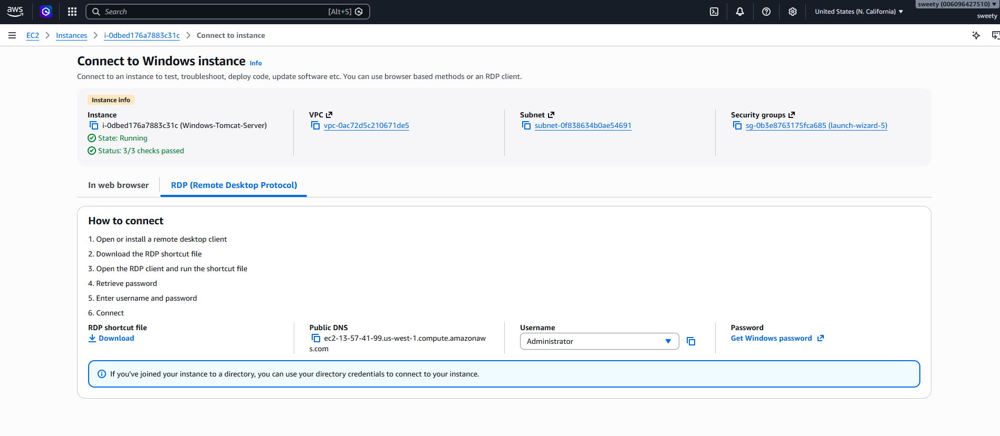 aws
Search [Alt+S]
United States (N. California)
sweety (006096427510)
sweety
EC2 Instances i-0dbed176a7883c31c Connect to instance
Connect to Windows instance Info
Connect to an instance to test, troubleshoot, deploy code, update software etc. You can use browser based methods or an RDP client.
Instance info
Instance
i-0dbed176a7883c31c (Windows-Tomcat-Server)
State: Running
Status: 3/3 checks passed
VPC
vpc-0ac72d5c210671de5
Subnet
subnet-0f838634b0ae54691
Security groups
sg-0b3e8763175fca685 (launch-wizard-5)
In web browser
RDP (Remote Desktop Protocol)
How to connect
1. Open or install a remote desktop client
2. Download the RDP shortcut file
3. Open the RDP client and run the shortcut file
4. Retrieve password
5. Enter username and password
6. Connect
RDP shortcut file
Download
Public DNS
ec2-13-57-41-99.us-west-1.compute.amazonaw
s.com
Username
Administrator
Password
Get Windows password
If you've joined your instance to a directory, you can use your directory credentials to connect to your instance.